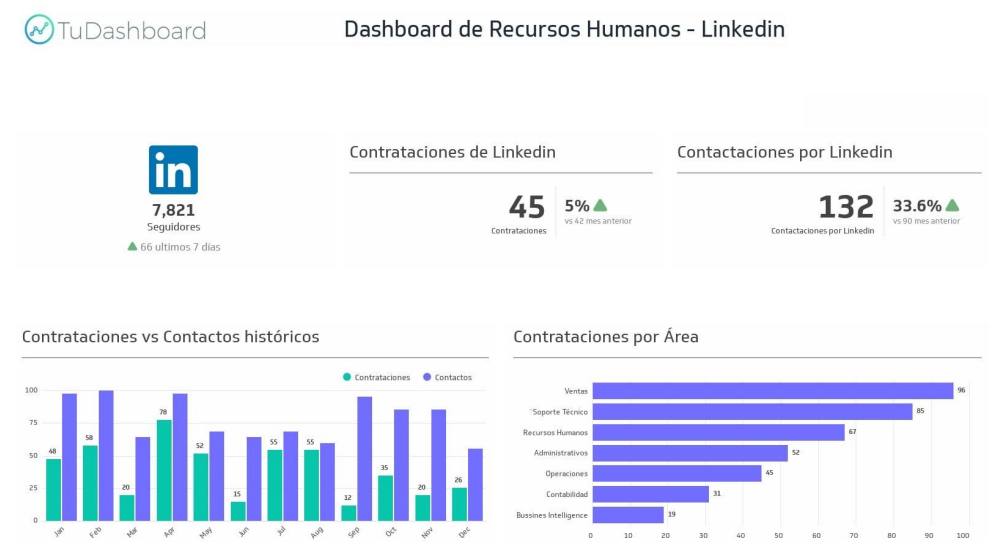 TuDashboard
Dashboard de Recursos Humanos - Linkedin
in
7,821
Seguidores
66 ultimos 7 días
Contrataciones de Linkedin
45
Contrataciones
5%
vs 42 mes anterior
Contactaciones por Linkedin
132
Contactaciones por Linkedin
33.6%
vs 90 mes anterior
Contrataciones vs Contactos históricos
Contrataciones Contactos
100
75
50
25
0
48
58
20
78
52
15
55
55
12
35
20
26
Jan Feb Mar Apr May Jun Jul Aug Sep Oct Nov Dec
Contrataciones por Área
Ventas 96
Soporte Técnico 85
Recursos Humanos 67
Administrativos 52
Operaciones 45
Contabilidad 31
Bussines Intelligence 19
0 10 20 30 40 50 60 70 80 90 100